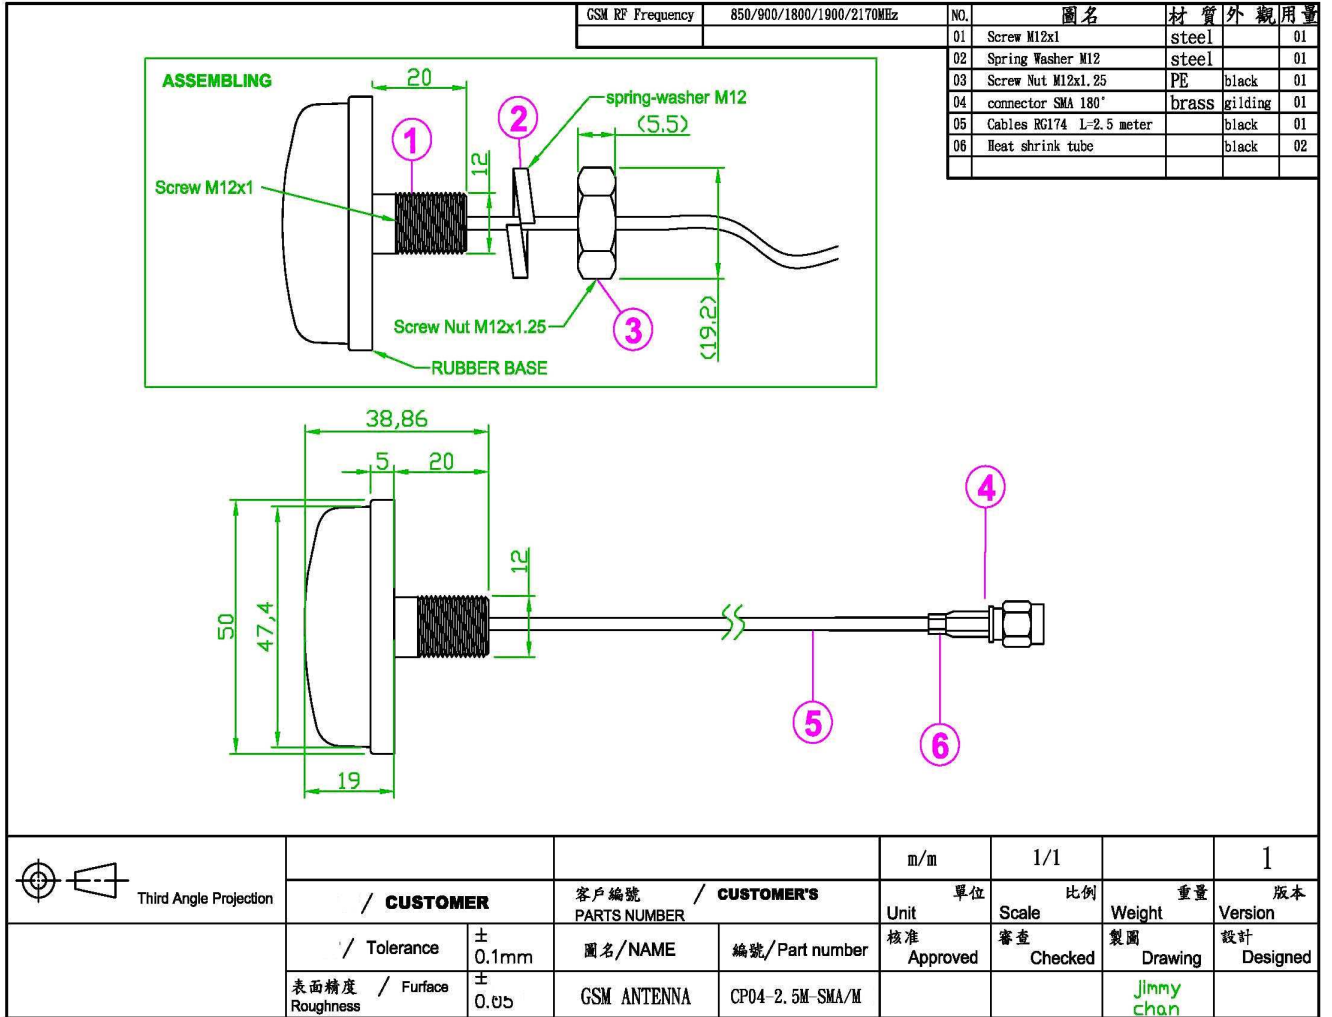 GSM RF Frequency 850/900/1800/1900/2170MHz
NO. 圖名 材 質 外 觀 用量
01 Screw M12x1 steel 01
02 Spring Washer M12 steel 01
03 Screw Nut M12x1.25 PE black 01
04 connector SMA 180° brass gilding 01
05 Cables RG174 L=2.5 meter black 01
06 Heat shrink tube black 02
ASSEMBLING
20
1
2
spring-washer M12
(5.5)
12
Screw M12x1
Screw Nut M12x1.25
3
(19.2)
RUBBER BASE
38,86
5 20
4
12
50
47,4
5
6
19
Third Angle Projection
m/m 1/1 1
/ CUSTOMER
客戶編號 / CUSTOMER'S
PARTS NUMBER
單位 比例 重量 版本
Unit Scale Weight Version
/ Tolerance ± 0.1mm
圖名/NAME 編號/Part number
核准 審查 製圖 設計
Approved Checked Drawing Designed
表面精度 / Furface
Roughness
± 0.05
GSM ANTENNA CP04-2.5M-SMA/M
jimmy
chan